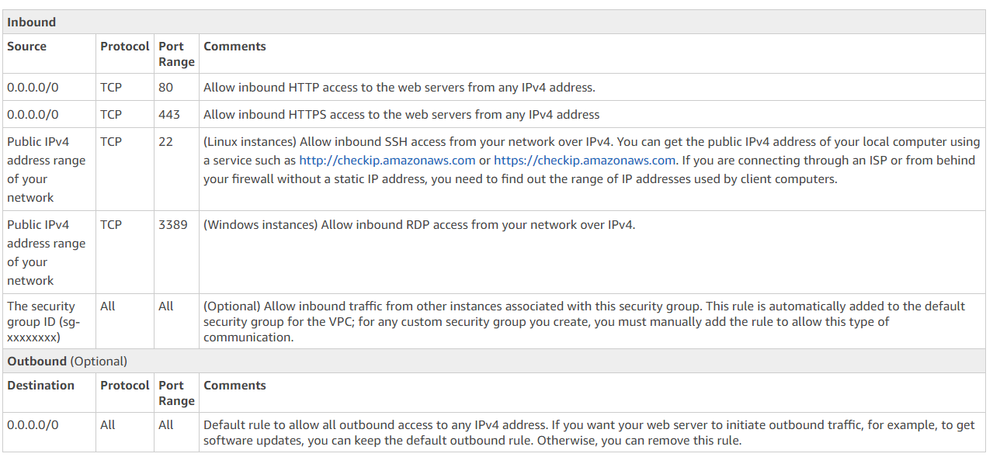 Inbound
Source Protocol Port Range Comments
0.0.0.0/0 TCP 80 Allow inbound HTTP access to the web servers from any IPv4 address.
0.0.0.0/0 TCP 443 Allow inbound HTTPS access to the web servers from any IPv4 address
Public IPv4 address range of your network TCP 22 (Linux instances) Allow inbound SSH access from your network over IPv4. You can get the public IPv4 address of your local computer using
a service such as http://checkip.amazonaws.com or https://checkip.amazonaws.com. If you are connecting through an ISP or from behind
your firewall without a static IP address, you need to find out the range of IP addresses used by client computers.
Public IPv4 address range of your network TCP 3389 (Windows instances) Allow inbound RDP access from your network over IPv4.
The security group ID (sg-xxxxxxxx) All All (Optional) Allow inbound traffic from other instances associated with this security group. This rule is automatically added to the default
security group for the VPC; for any custom security group you create, you must manually add the rule to allow this type of
communication.
Outbound (Optional)
Destination Protocol Port Range Comments
0.0.0.0/0 All All Default rule to allow all outbound access to any IPv4 address. If you want your web server to initiate outbound traffic, for example, to get
software updates, you can keep the default outbound rule. Otherwise, you can remove this rule.